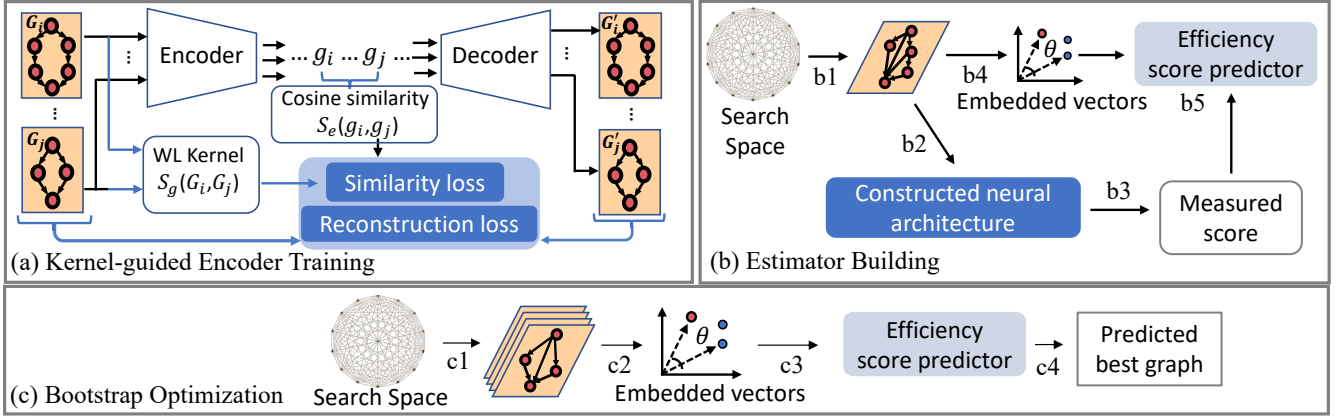 G_i
⋮
G_j
⋮
Encoder
... g_i ... g_j ...
Decoder
⋮
G'_i
⋮
G'_j
Cosine similarity
S_e(g_i,g_j)
WL Kernel
S_g(G_i,G_j)
Similarity loss
Reconstruction loss
(a) Kernel-guided Encoder Training
Search
Space
b1
b4
θ
Embedded vectors
Efficiency
score predictor
b5
b2
Constructed neural
architecture
b3
Measured
score
(b) Estimator Building
Search Space
c1
c2
θ
Embedded vectors
c3
Efficiency
score predictor
c4
Predicted
best graph
(c) Bootstrap Optimization